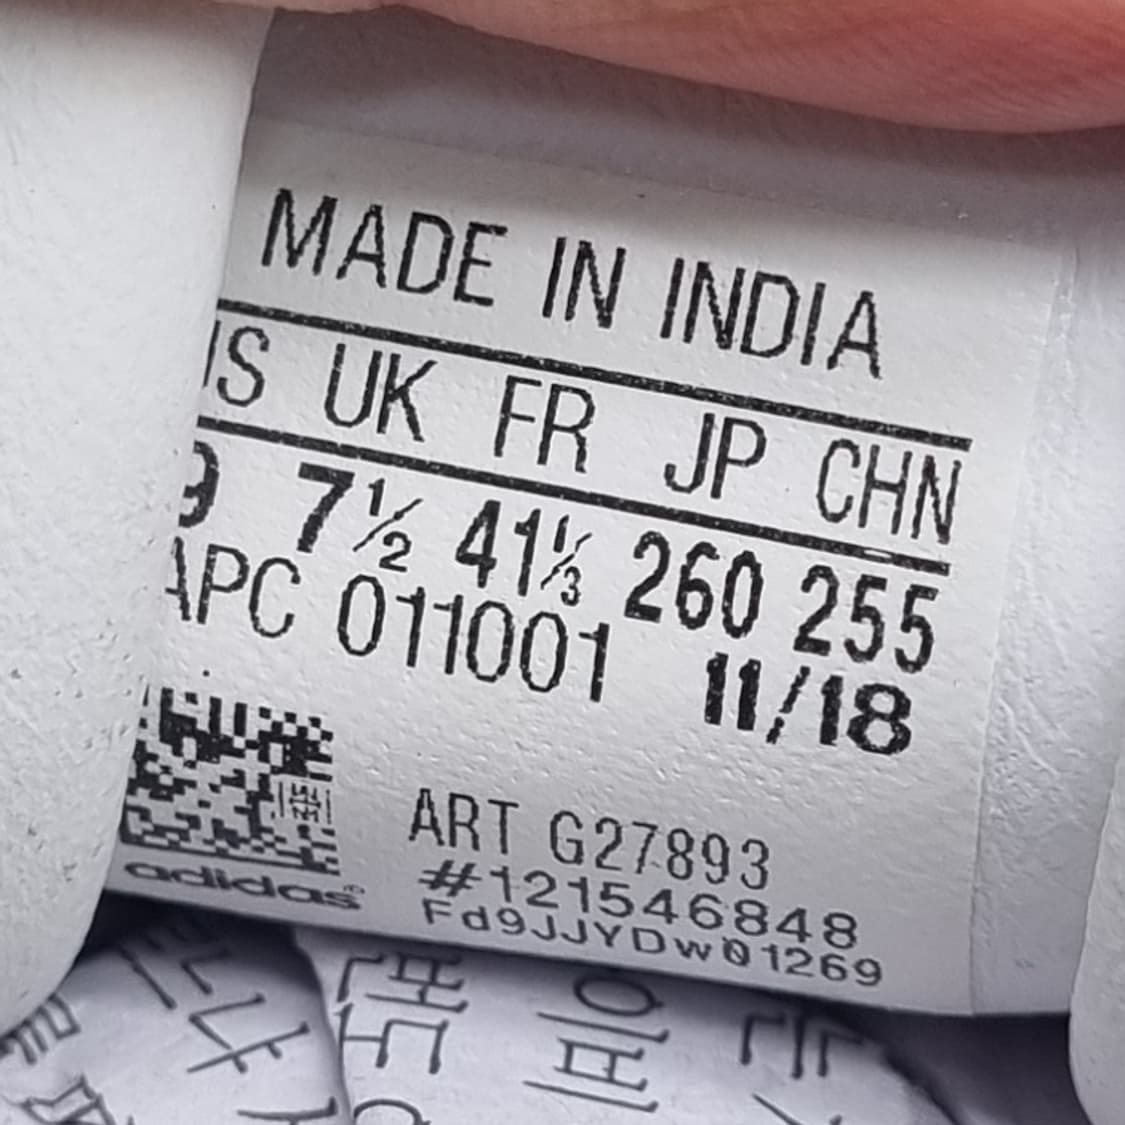 MADE IN INDIA
US UK FR JP CHN
9 7½ 41⅓ 260 255
APC 011001 11/18
ART G27893
#121546848
Fd9JJYDw01269
adidas